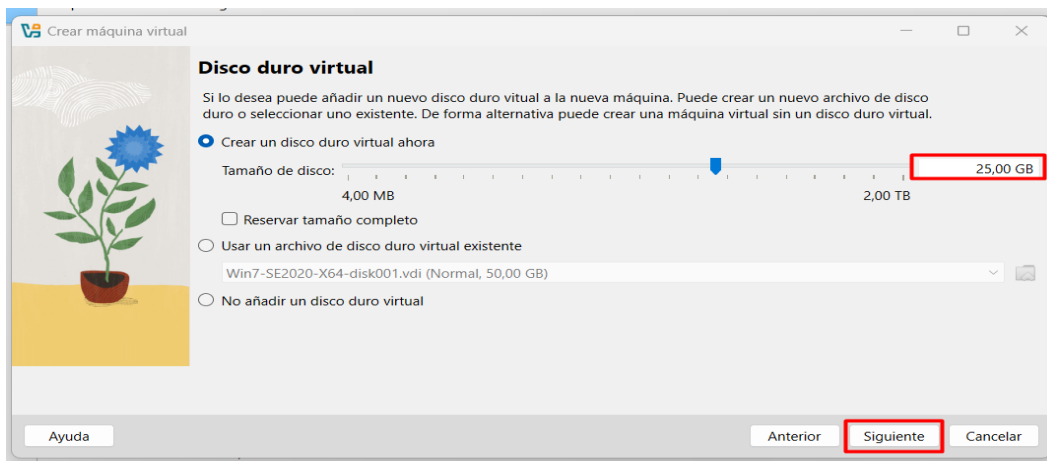 Crear máquina virtual
Disco duro virtual
Si lo desea puede añadir un nuevo disco duro vitual a la nueva máquina. Puede crear un nuevo archivo de disco
duro o seleccionar uno existente. De forma alternativa puede crear una máquina virtual sin un disco duro virtual.
Crear un disco duro virtual ahora
Tamaño de disco: 25,00 GB
4,00 MB 2,00 TB
Reservar tamaño completo
Usar un archivo de disco duro virtual existente
Win7-SE2020-X64-disk001.vdi (Normal, 50,00 GB)
No añadir un disco duro virtual
Ayuda Anterior Siguiente Cancelar